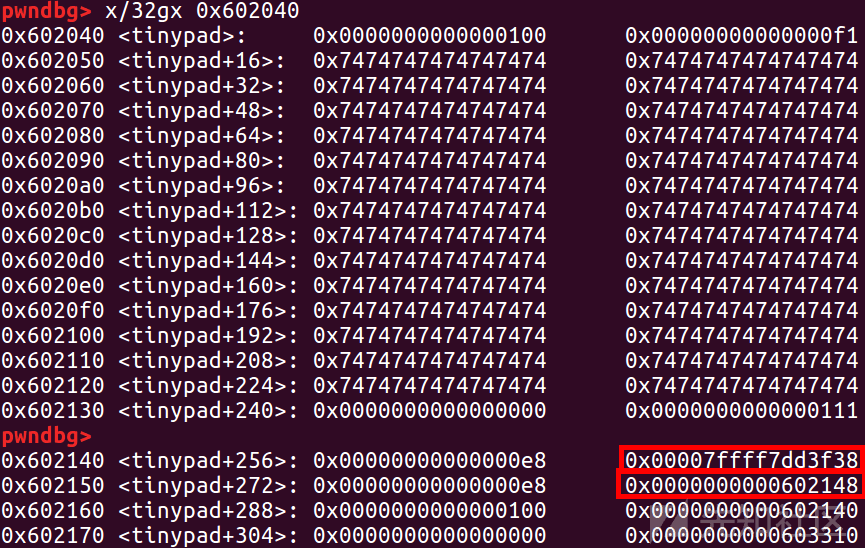 pwndbg> x/32gx 0x602040
0x602040 <tinypad>: 0x0000000000000100 0x00000000000000f1
0x602050 <tinypad+16>: 0x7474747474747474 0x7474747474747474
0x602060 <tinypad+32>: 0x7474747474747474 0x7474747474747474
0x602070 <tinypad+48>: 0x7474747474747474 0x7474747474747474
0x602080 <tinypad+64>: 0x7474747474747474 0x7474747474747474
0x602090 <tinypad+80>: 0x7474747474747474 0x7474747474747474
0x6020a0 <tinypad+96>: 0x7474747474747474 0x7474747474747474
0x6020b0 <tinypad+112>: 0x7474747474747474 0x7474747474747474
0x6020c0 <tinypad+128>: 0x7474747474747474 0x7474747474747474
0x6020d0 <tinypad+144>: 0x7474747474747474 0x7474747474747474
0x6020e0 <tinypad+160>: 0x7474747474747474 0x7474747474747474
0x6020f0 <tinypad+176>: 0x7474747474747474 0x7474747474747474
0x602100 <tinypad+192>: 0x7474747474747474 0x7474747474747474
0x602110 <tinypad+208>: 0x7474747474747474 0x7474747474747474
0x602120 <tinypad+224>: 0x7474747474747474 0x7474747474747474
0x602130 <tinypad+240>: 0x0000000000000000 0x0000000000000111
pwndbg>
0x602140 <tinypad+256>: 0x00000000000000e8 0x00007ffff7dd3f38
0x602150 <tinypad+272>: 0x00000000000000e8 0x0000000000602148
0x602160 <tinypad+288>: 0x0000000000000100 0x0000000000602140
0x602170 <tinypad+304>: 0x0000000000000000 0x0000000000603310